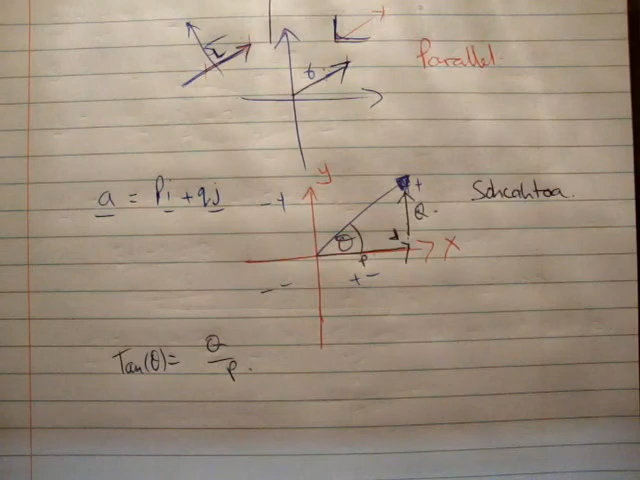 Parallel.
y
a = Pi + qj
- +
+
Sohcahtoa.
Q.
θ
P
x
- -
+ -
Tan(θ) = Q
P.